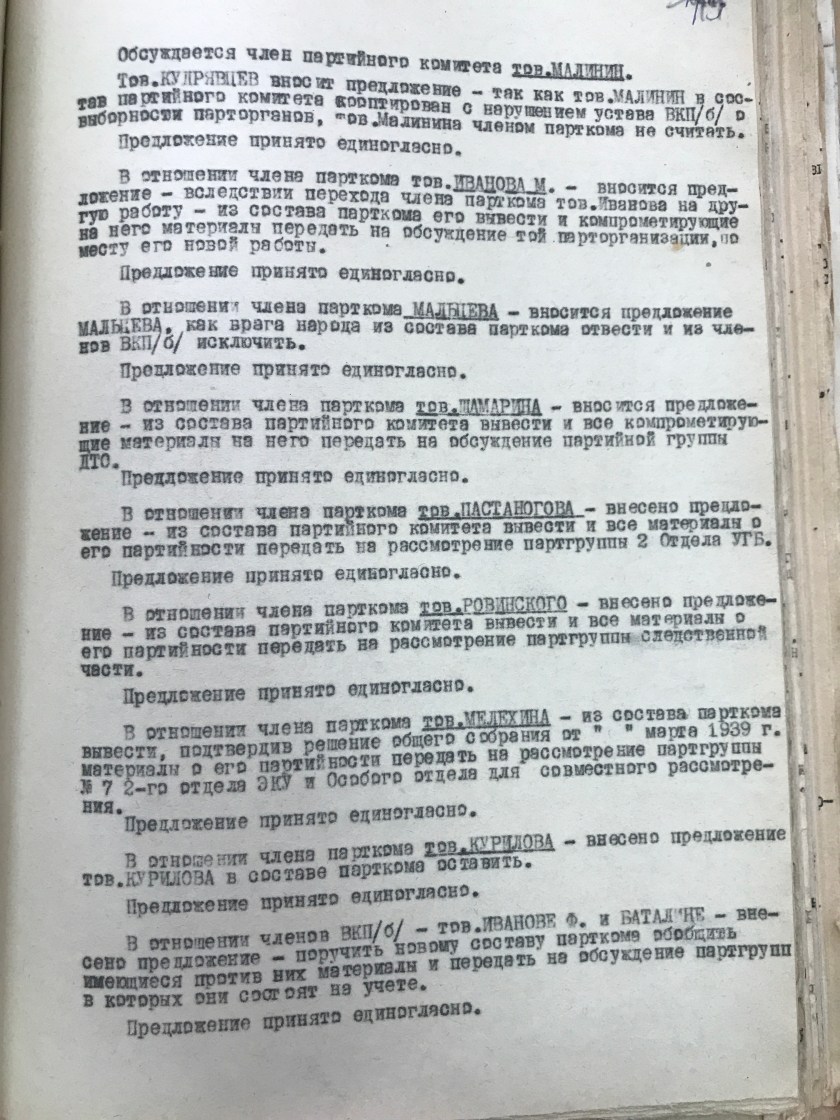 Обсуждается член партийного комитета тов.МАЛИНИН.
Тов.КУДРЯВЦЕВ вносит предложение - так как тов.МАЛИНИН в сос-
тав партийного комитета кооптирован с нарушением устава ВКП/б/ о
выборности парторганов, тов.Малинина членом парткома не считать.
Предложение принято единогласно.
В отношении члена парткома тов.ИВАНОВА М. - вносится пред-
ложение - вследствии перехода члена парткома тов.Иванова на дру-
гую работу - из состава парткома его вывести и компрометирующие
на него материалы передать на обсуждение той парторганизации,по
месту его новой работы.
Предложение принято единогласно.
В отношении члена парткома МАЛЬЦЕВА - вносится предложение
МАЛЬЦЕВА, как врага народа из состава парткома отвести и из чле-
нов ВКП/б/ исключить.
Предложение принято единогласно.
В отношении члена парткома тов.ШАМАРИНА - вносится предложе-
ние - из состава партийного комитета вывести и все компрометирую-
щие материалы на него передать на обсуждение партийной группы
ДТО.
Предложение принято единогласно.
В отношении члена парткома тов.ПАСТАНОГОВА - внесено предло-
жение - из состава партийного комитета вывести и все материалы о
его партийности передать на рассмотрение партгруппы 2 Отдела УГБ.
Предложение принято единогласно.
В отношении члена парткома тов.РОВИНСКОГО - внесено предложе-
ние - из состава партийного комитета вывести и все материалы о
его партийности передать на рассмотрение партгруппы следственной
части.
Предложение принято единогласно.
В отношении члена парткома тов.МЕЛЕХИНА - из состава парткома
вывести, подтвердив решение общего собрания от " " марта 1939 г.
материалы о его партийности передать на рассмотрение партгруппы
№ 7 2-го отдела ЭКУ и Особого отдела для совместного рассмотре-
ния.
Предложение принято единогласно.
В отношении члена парткома тов.КУРИЛОВА - внесено предложение
тов.КУРИЛОВА в составе парткома оставить.
Предложение принято единогласно.
В отношении членов ВКП/б/ - тов.ИВАНОВЕ Ф. и БАТАЛИНЕ - вне-
сено предложение - поручить новому составу парткома обобщить
имеющиеся против них материалы и передать на обсуждение партгрупп
в которых они состоят на учете.
Предложение принято единогласно.